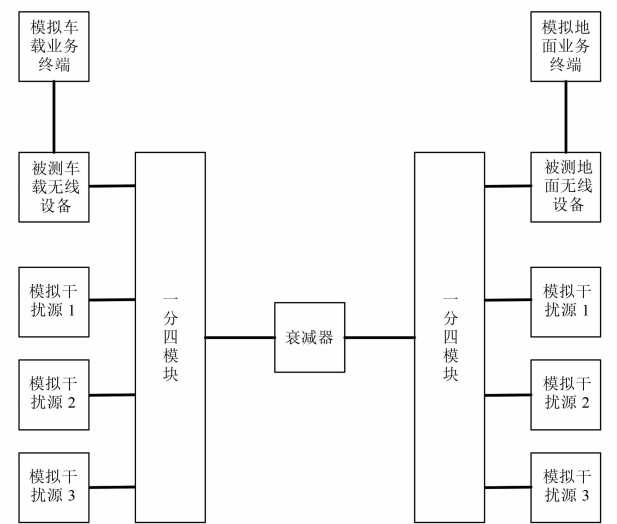 模拟车
载业务
终端
模拟地
面业务
终端
被测车
载无线
设备
被测地
面无线
设备
模拟干
扰源 1
模拟干
扰源 2
模拟干
扰源 3
一
分
四
模
块
衰减器
一
分
四
模
块
模拟干
扰源 1
模拟干
扰源 2
模拟干
扰源 3